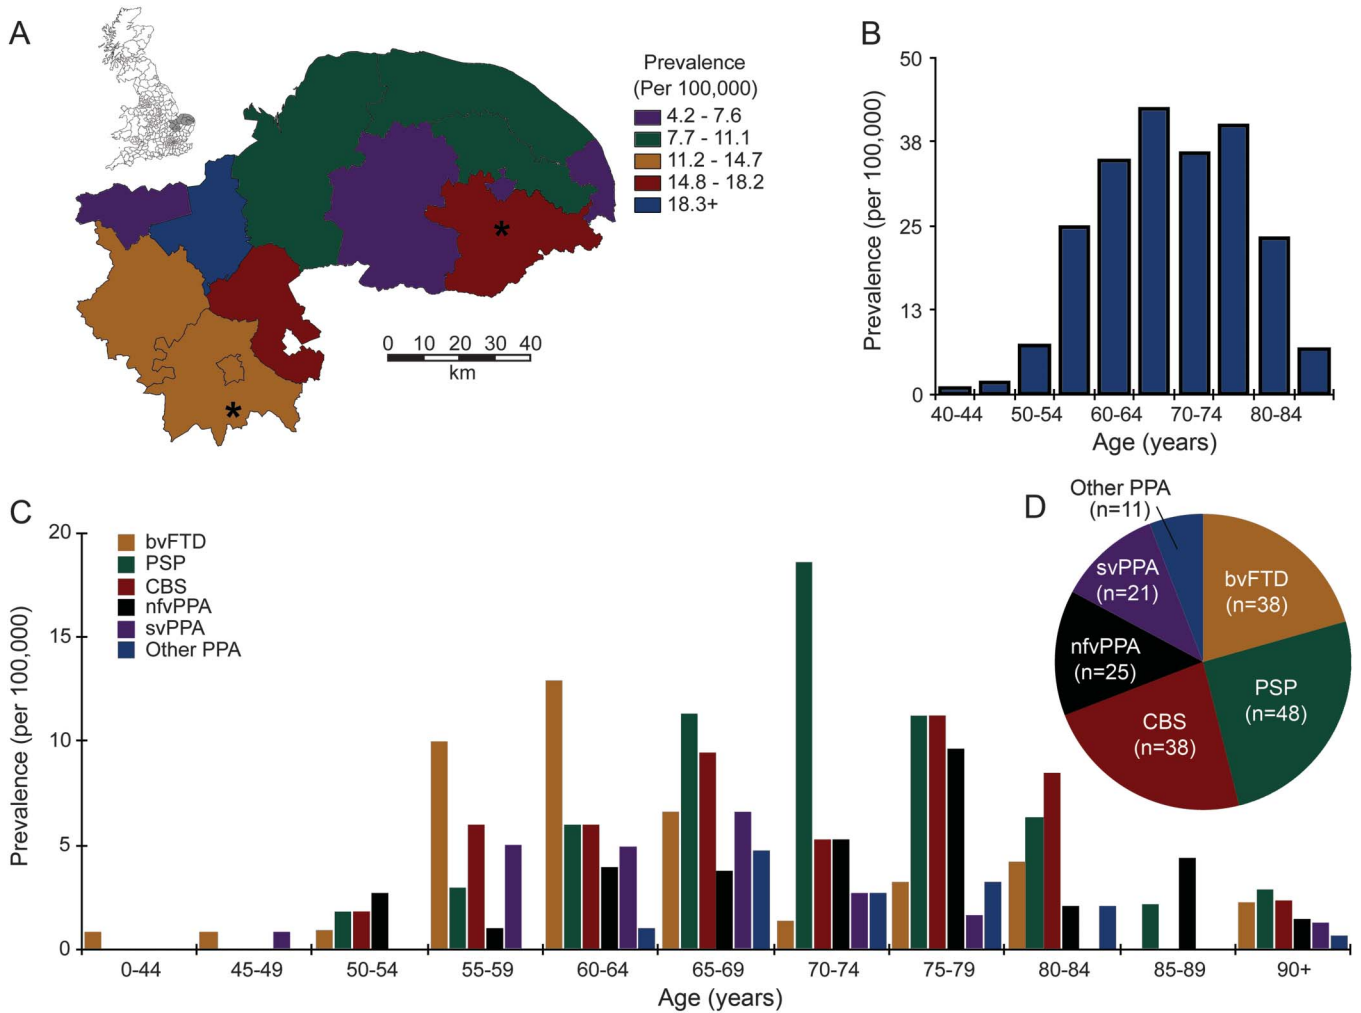 A
Prevalence
(Per 100,000)
4.2 - 7.6
7.7 - 11.1
11.2 - 14.7
14.8 - 18.2
18.3+
*
*
0 10 20 30 40
km
B
Prevalence (per 100,000)
50
38
25
13
0
40-44 50-54 60-64 70-74 80-84
Age (years)
C
Prevalence (per 100,000)
20
15
10
5
0
bvFTD
PSP
CBS
nfvPPA
svPPA
Other PPA
0-44 45-49 50-54 55-59 60-64 65-69 70-74 75-79 80-84 85-89 90+
Age (years)
D
Other PPA
(n=11)
svPPA
(n=21)
bvFTD
(n=38)
nfvPPA
(n=25)
PSP
(n=48)
CBS
(n=38)